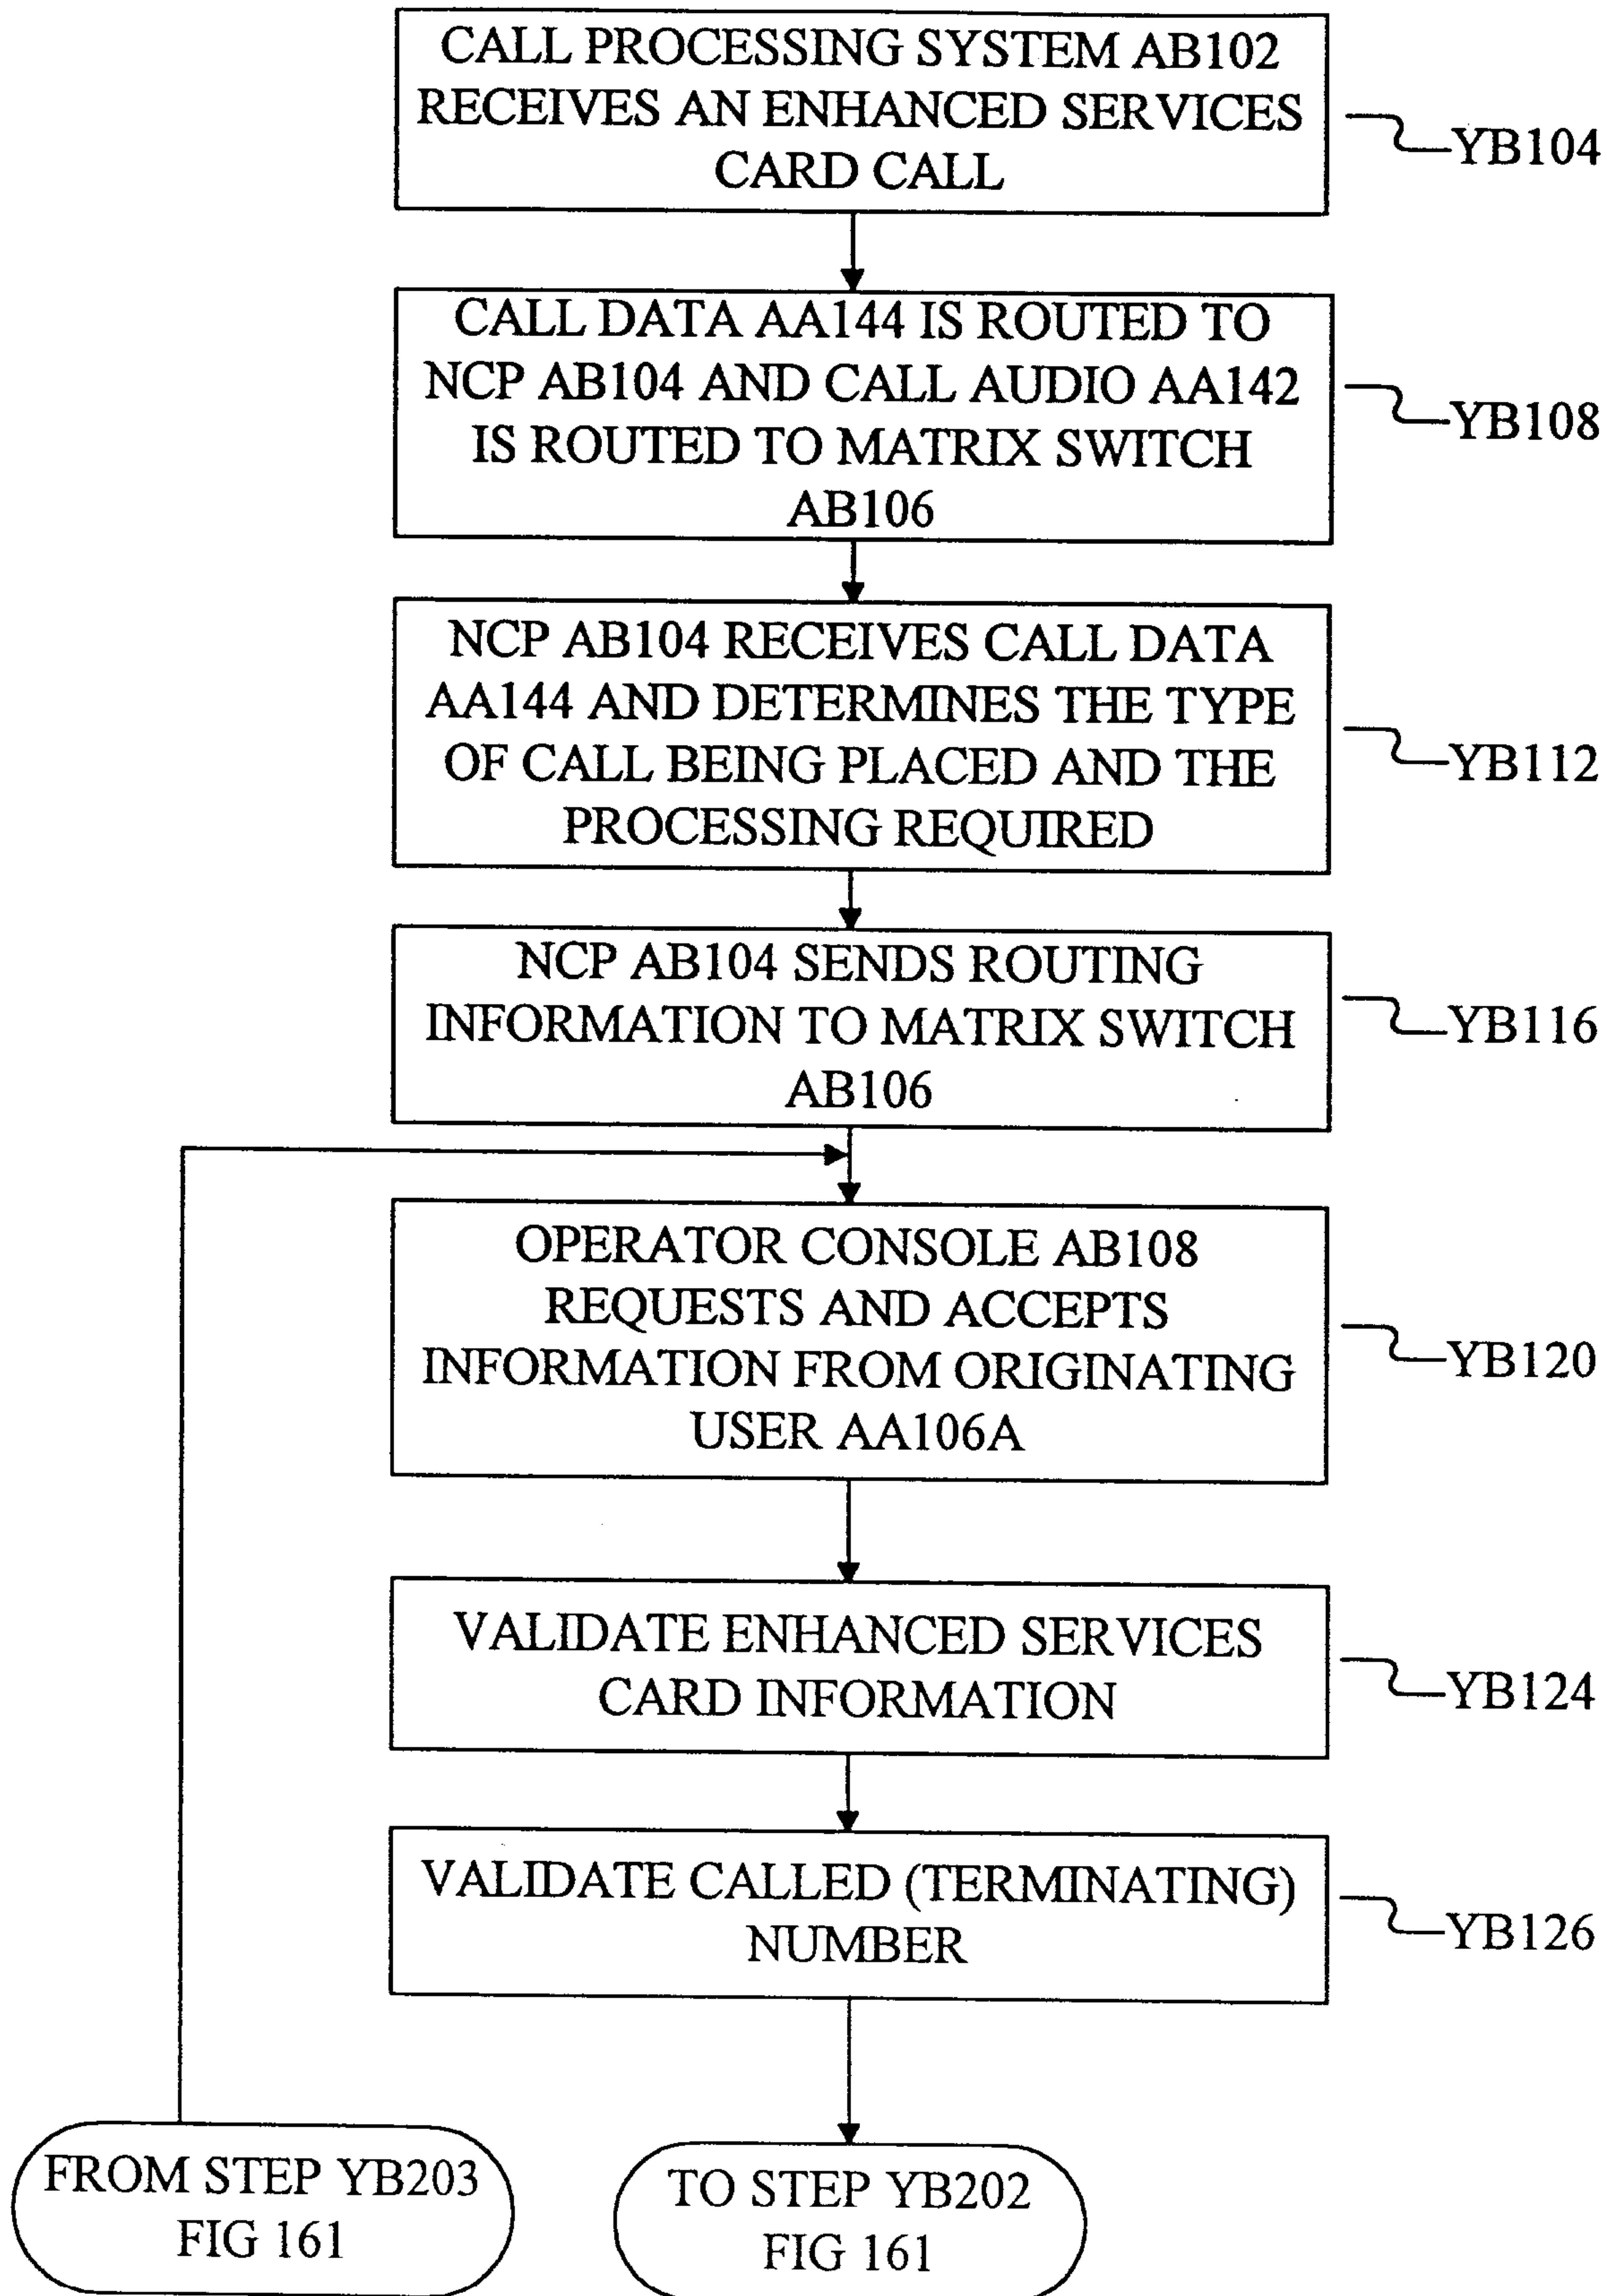 CALL PROCESSING SYSTEM AB102
RECEIVES AN ENHANCED SERVICES
CARD CALL
YB104
CALL DATA AA144 IS ROUTED TO
NCP AB104 AND CALL AUDIO AA142
IS ROUTED TO MATRIX SWITCH
AB106
YB108
NCP AB104 RECEIVES CALL DATA
AA144 AND DETERMINES THE TYPE
OF CALL BEING PLACED AND THE
PROCESSING REQUIRED
YB112
NCP AB104 SENDS ROUTING
INFORMATION TO MATRIX SWITCH
AB106
YB116
OPERATOR CONSOLE AB108
REQUESTS AND ACCEPTS
INFORMATION FROM ORIGINATING
USER AA106A
YB120
VALIDATE ENHANCED SERVICES
CARD INFORMATION
YB124
VALIDATE CALLED (TERMINATING)
NUMBER
YB126
FROM STEP YB203
FIG 161
TO STEP YB202
FIG 161